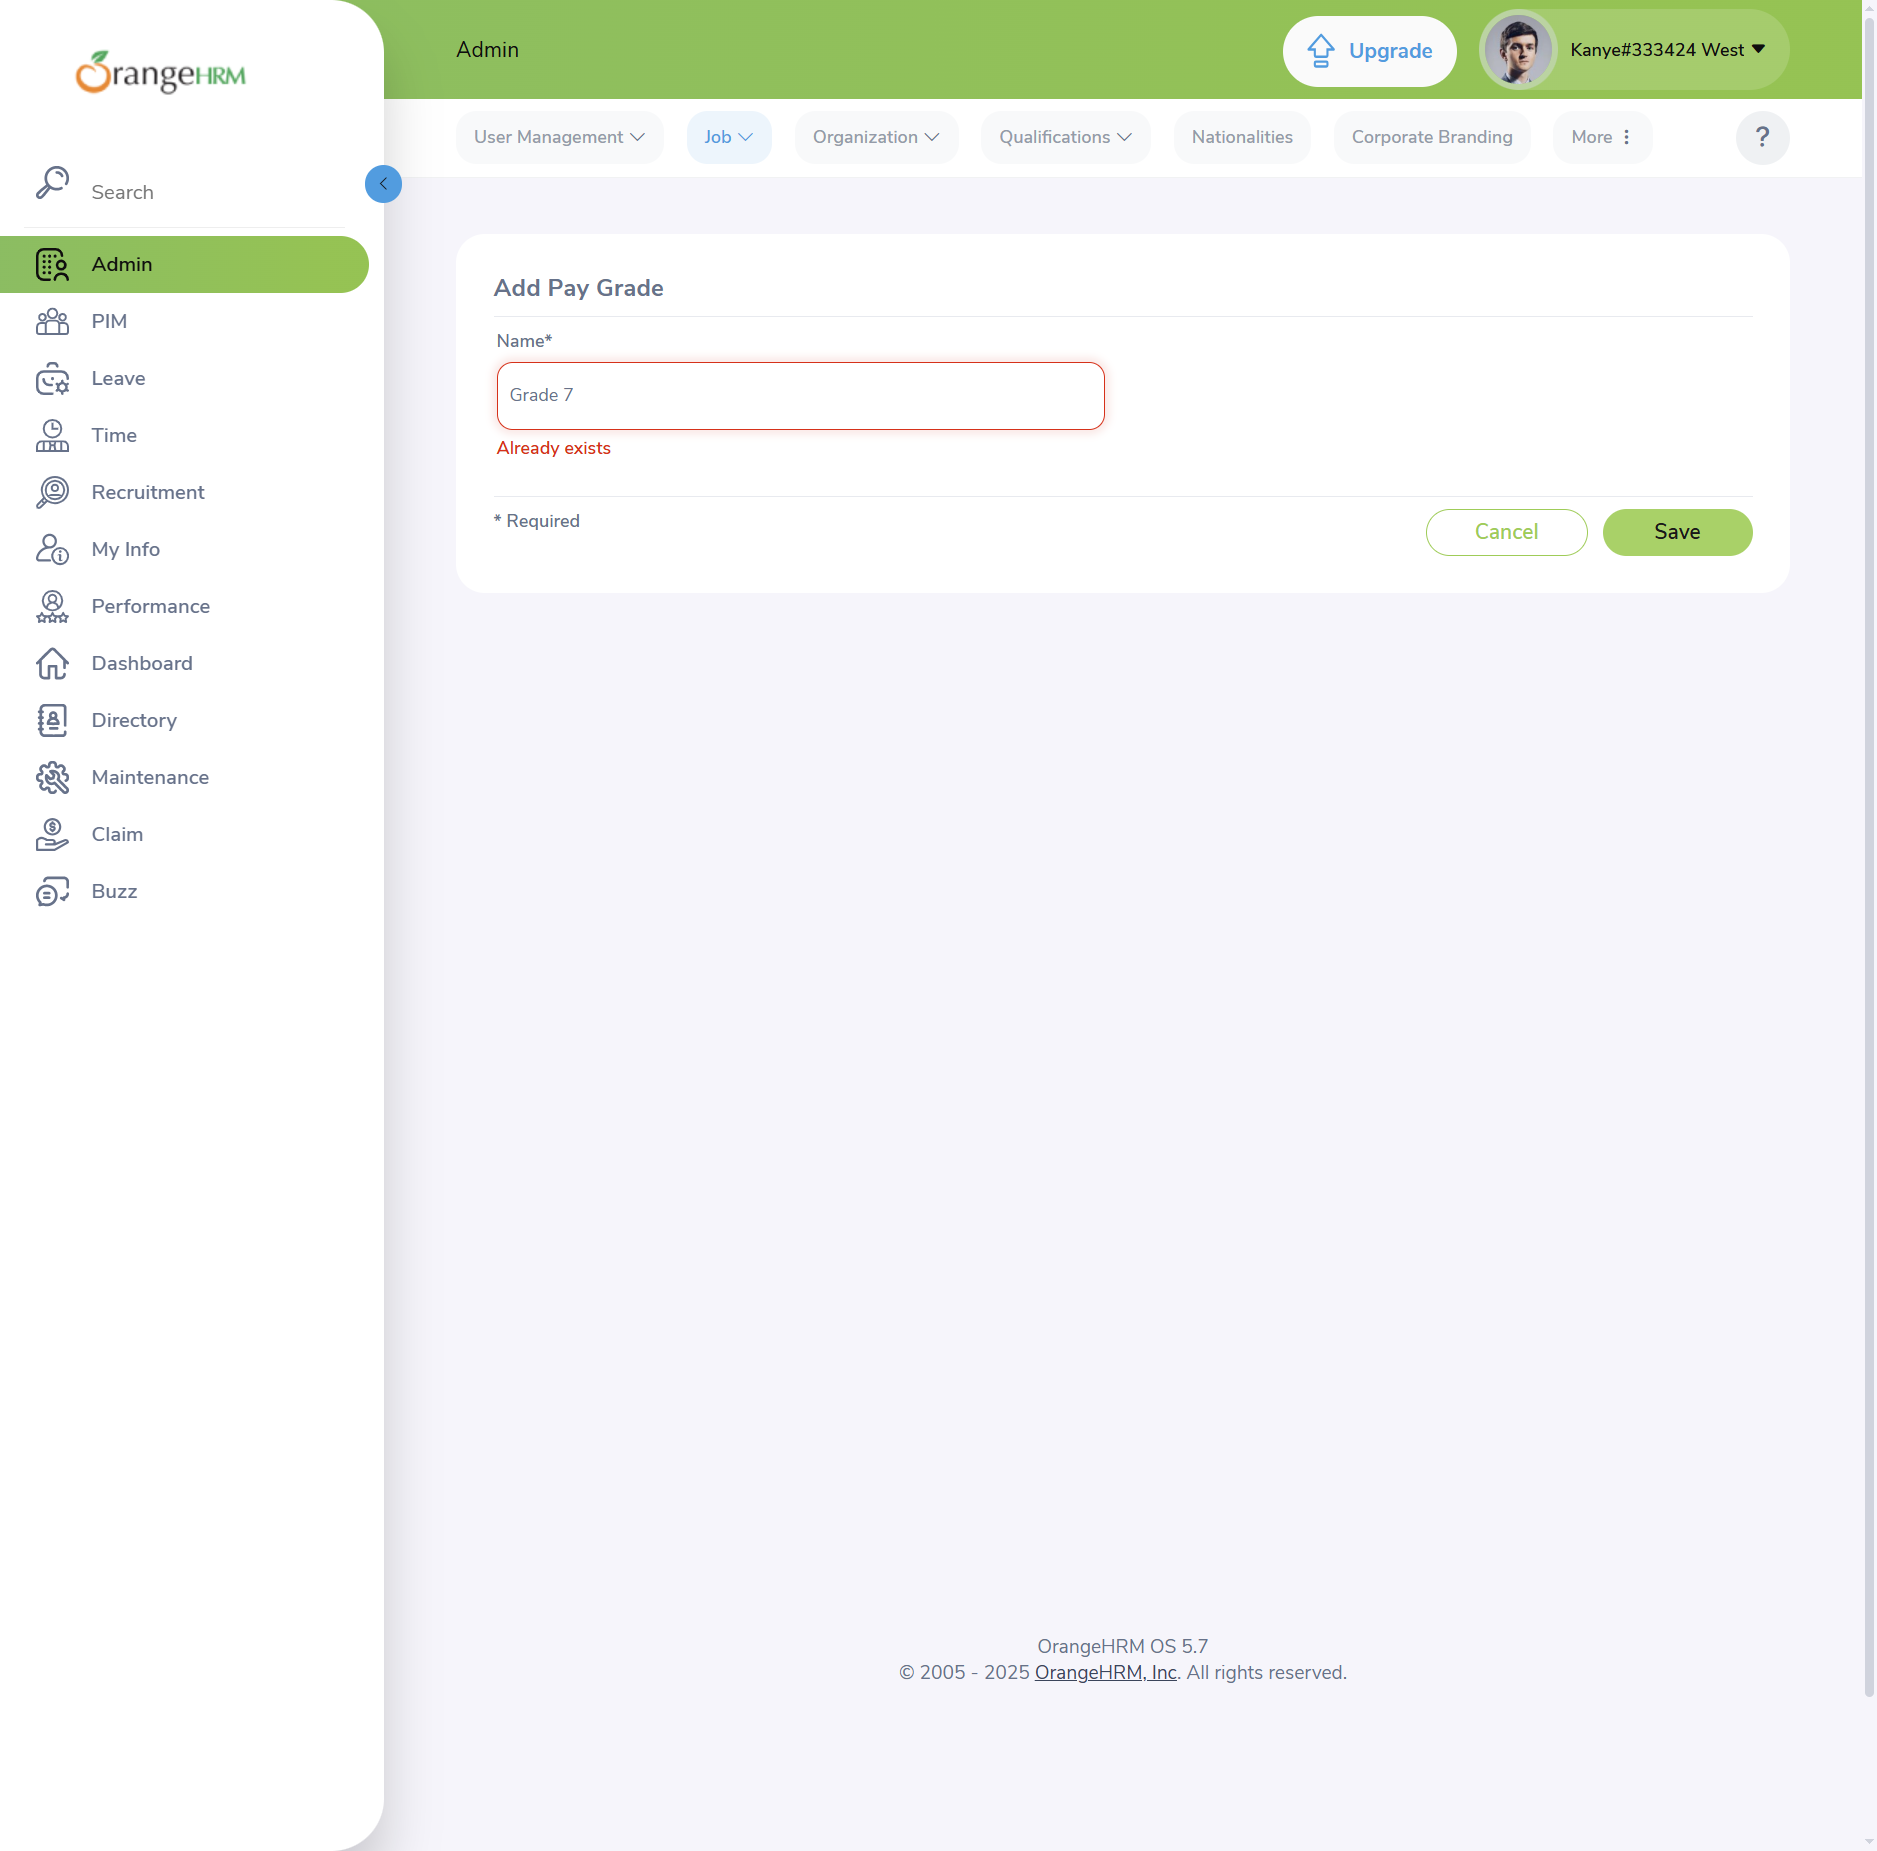 OrangeHRM
Search
Admin
PIM
Leave
Time
Recruitment
My Info
Performance
Dashboard
Directory
Maintenance
Claim
Buzz
Admin
Upgrade
Kanye#333424 West
User Management
Job
Organization
Qualifications
Nationalities
Corporate Branding
More
?
Add Pay Grade
Name*
Grade 7
Already exists
* Required
Cancel
Save
OrangeHRM OS 5.7
© 2005 - 2025 OrangeHRM, Inc. All rights reserved.